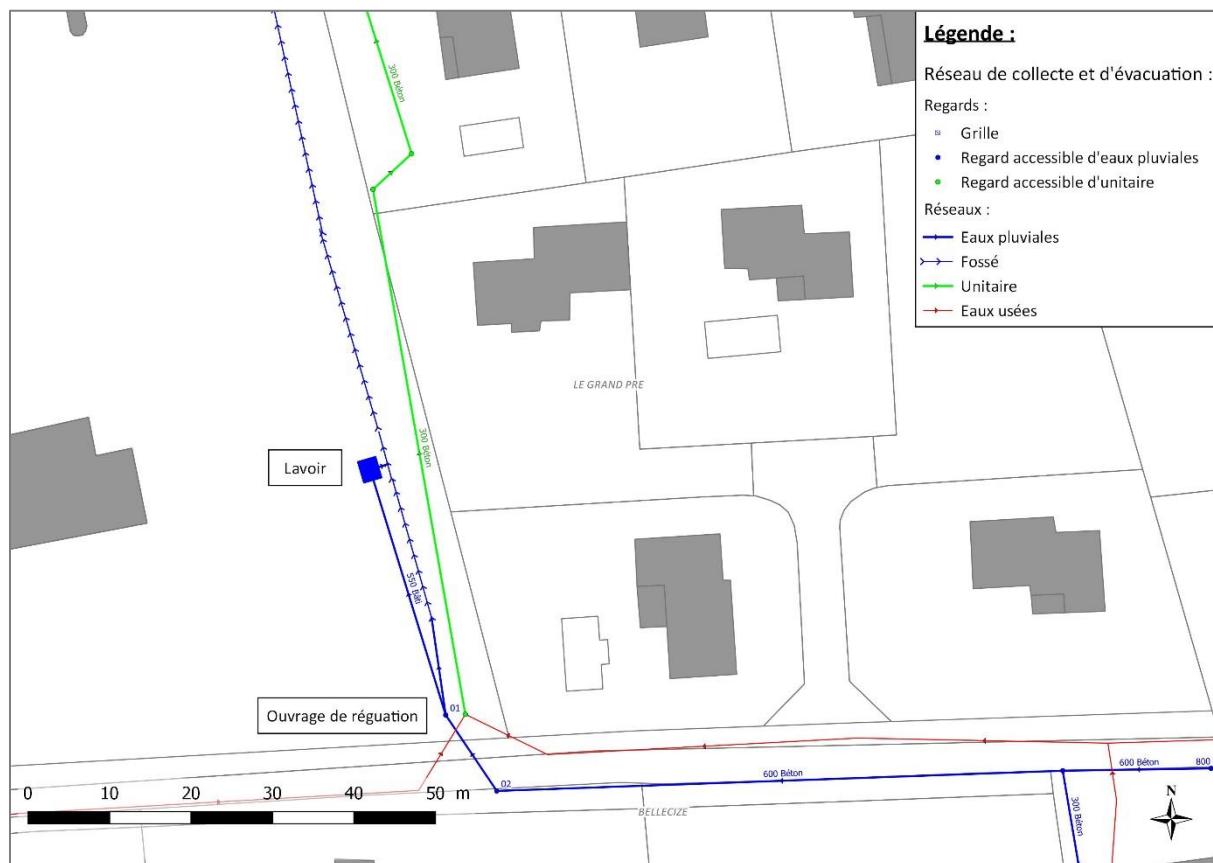 Légende :
Réseau de collecte et d'évacuation :
Regards :
Grille
Regard accessible d'eaux pluviales
Regard accessible d'unitaire
Réseaux :
Eaux pluviales
Fossé
Unitaire
Eaux usées
300 Béton
LE GRAND PRE
300 Béton
Lavoir
550 Bâti
Ouvrage de réguation
01
02
600 Béton
600 Béton
800
300 Béton
0 10 20 30 40 50 m
BELLECIZE
N